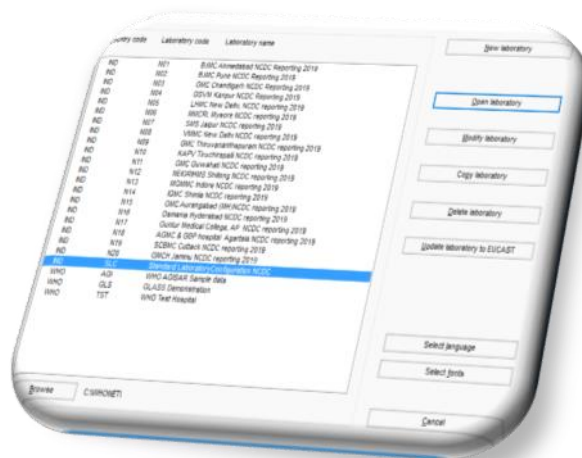 Country code Laboratory code Laboratory name
IND N01 BJMC Ahmedabad NCDC Reporting 2019
IND N02 BJMC Pune NCDC Reporting 2019
IND N03 GMC Chandigarh NCDC Reporting 2019
IND N04 GSVM Kanpur NCDC Reporting 2019
IND N05 LHMC New Delhi, NCDC reporting 2019
IND N06 MMCRI, Mysore NCDC reporting 2019
IND N07 SMS Jaipur NCDC reporting 2019
IND N08 VMMC New Delhi NCDC reporting 2019
IND N09 GMC Thiruvananthapuram NCDC reporting 2019
IND N10 KAPV Tiruchirapalli NCDC reporting 2019
IND N11 GMC Guwahati NCDC reporting 2019
IND N12 NEIGRIHMS Shillong NCDC reporting 2019
IND N13 MGMMC Indore NCDC reporting 2019
IND N14 IGMC Shimla NCDC reporting 2019
IND N15 GMC Aurangabad (MH)NCDC reporting 2019
IND N16 Osmania Hyderabad NCDC reporting 2019
IND N17 Guntur Medical College, AP NCDC reporting 2019
IND N18 AGMC & GBP hospital Agartala NCDC reporting 2019
IND N19 SCBMC Cuttack NCDC reporting 2019
IND N20 GMCH Jammu NCDC reporting 2019
IND SLC Standard LaboratoryConfiguration NCDC
WHO AGI WHO AGISAR Sample data
WHO GLS GLASS Demonstration
WHO TST WHO Test Hospital
New laboratory
Open laboratory
Modify laboratory
Copy laboratory
Delete laboratory
Update laboratory to EUCAST
Select language
Select fonts
Browse C:\WHONET\
Cancel